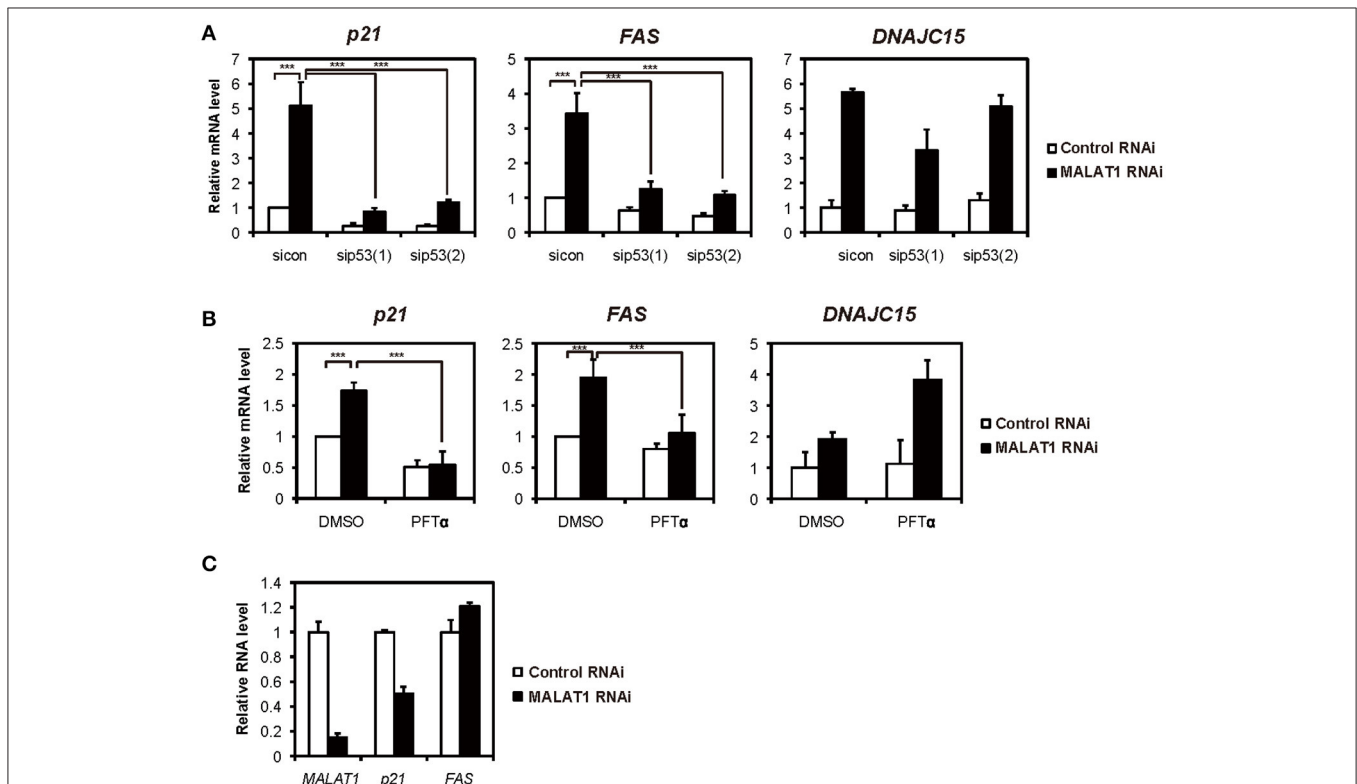 A
p21
FAS
DNAJC15
Relative mRNA level
7
6
5
4
3
2
1
0
***
***
***
sicon
sip53(1)
sip53(2)
5
4
3
2
1
0
***
***
***
sicon
sip53(1)
sip53(2)
7
6
5
4
3
2
1
0
sicon
sip53(1)
sip53(2)
Control RNAi
MALAT1 RNAi
B
p21
FAS
DNAJC15
Relative mRNA level
2.5
2
1.5
1
0.5
0
***
***
DMSO
PFTα
2.5
2
1.5
1
0.5
0
***
***
DMSO
PFTα
5
4
3
2
1
0
DMSO
PFTα
Control RNAi
MALAT1 RNAi
C
Relative RNA level
1.4
1.2
1
0.8
0.6
0.4
0.2
0
MALAT1
p21
FAS
Control RNAi
MALAT1 RNAi